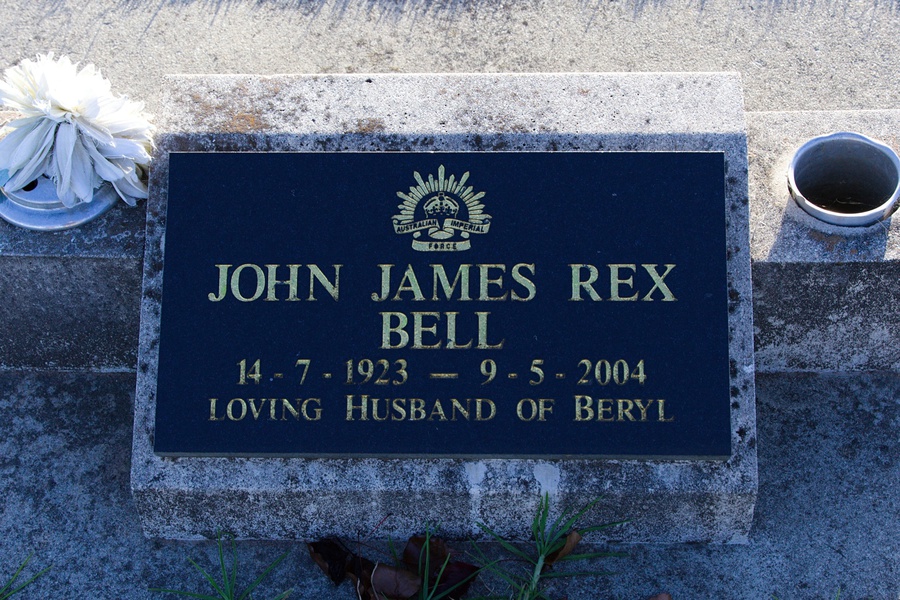 AUSTRALIAN IMPERIAL
FORCE
JOHN JAMES REX
BELL
14 - 7 - 1923 — 9 - 5 - 2004
LOVING HUSBAND OF BERYL